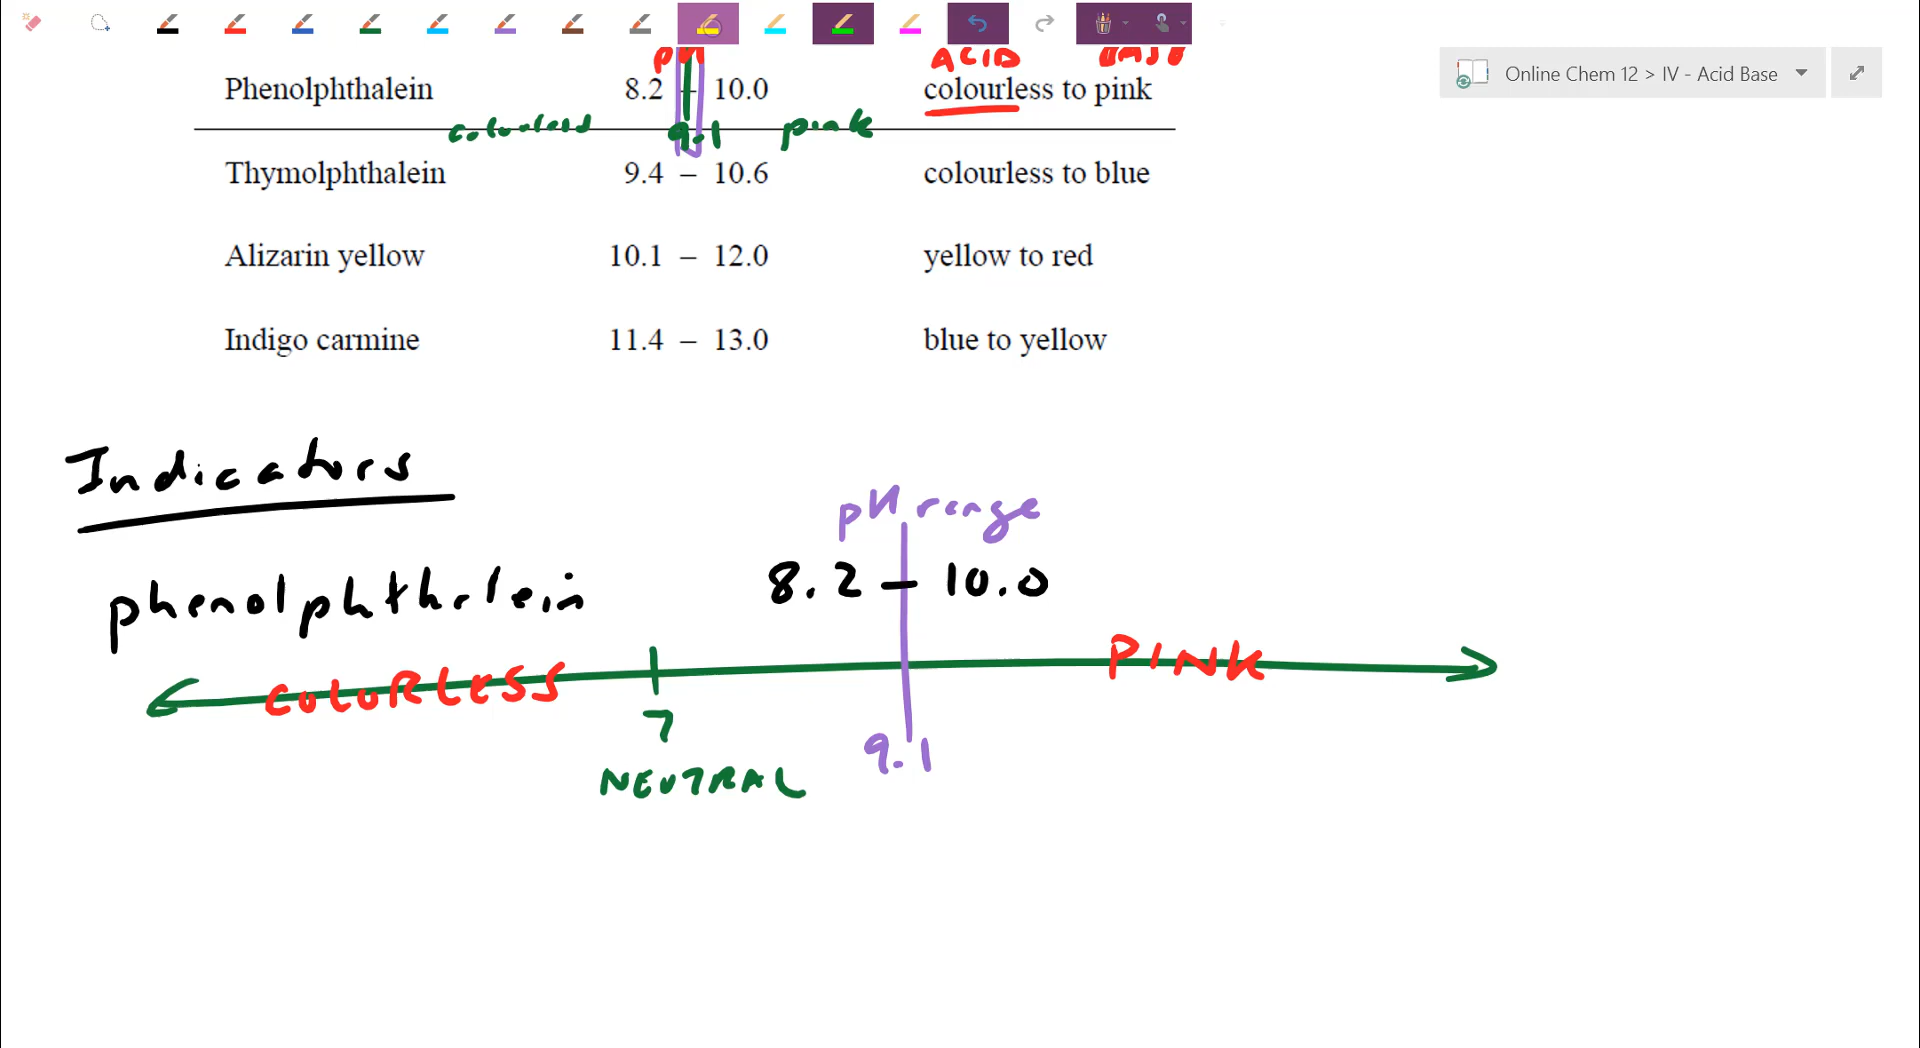 pH ACID BASE
Online Chem 12 > IV - Acid Base
Phenolphthalein 8.2 – 10.0 colourless to pink
colourless 9.1 pink
Thymolphthalein 9.4 – 10.6 colourless to blue
Alizarin yellow 10.1 – 12.0 yellow to red
Indigo carmine 11.4 – 13.0 blue to yellow
Indicators
pH range
phenolphthalein 8.2 – 10.0
COLORLESS PINK
7 9.1
NEUTRAL